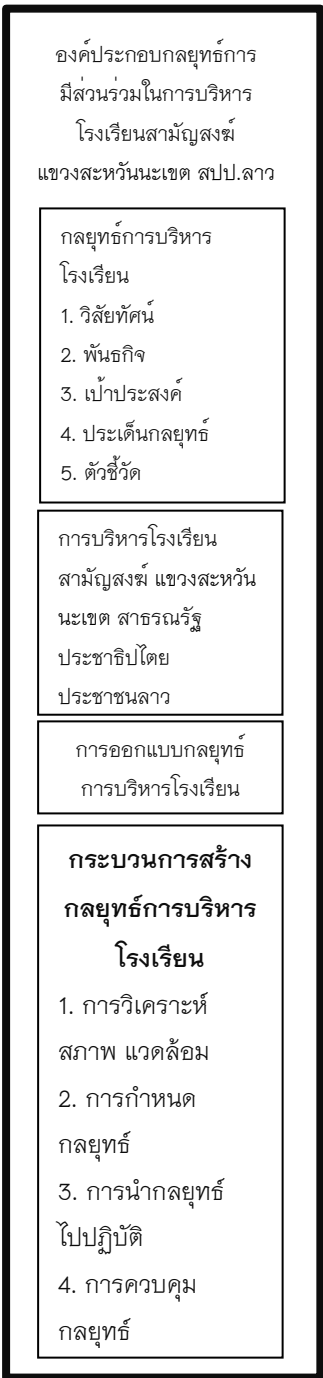 องค์ประกอบกลยุทธ์การ
มีส่วนร่วมในการบริหาร
โรงเรียนสามัญสงฆ์
แขวงสะหวันนะเขต สปป.ลาว
กลยุทธ์การบริหาร
โรงเรียน
1. วิสัยทัศน์
2. พันธกิจ
3. เป้าประสงค์
4. ประเด็นกลยุทธ์
5. ตัวชี้วัด
การบริหารโรงเรียน
สามัญสงฆ์ แขวงสะหวัน
นะเขต สาธรณรัฐ
ประชาธิปไตย
ประชาชนลาว
การออกแบบกลยุทธ์
การบริหารโรงเรียน
กระบวนการสร้าง
กลยุทธ์การบริหาร
โรงเรียน
1. การวิเคราะห์
สภาพ แวดล้อม
2. การกำหนด
กลยุทธ์
3. การนำกลยุทธ์
ไปปฏิบัติ
4. การควบคุม
กลยุทธ์